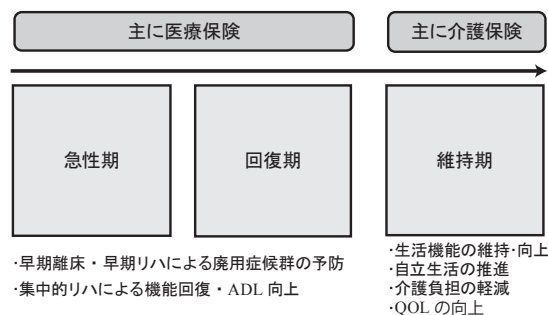 主に医療保険
主に介護保険
急性期
回復期
維持期
･早期離床・早期リハによる廃用症候群の予防
･集中的リハによる機能回復・ADL 向上
･生活機能の維持･向上
･自立生活の推進
･介護負担の軽減
･QOL の向上